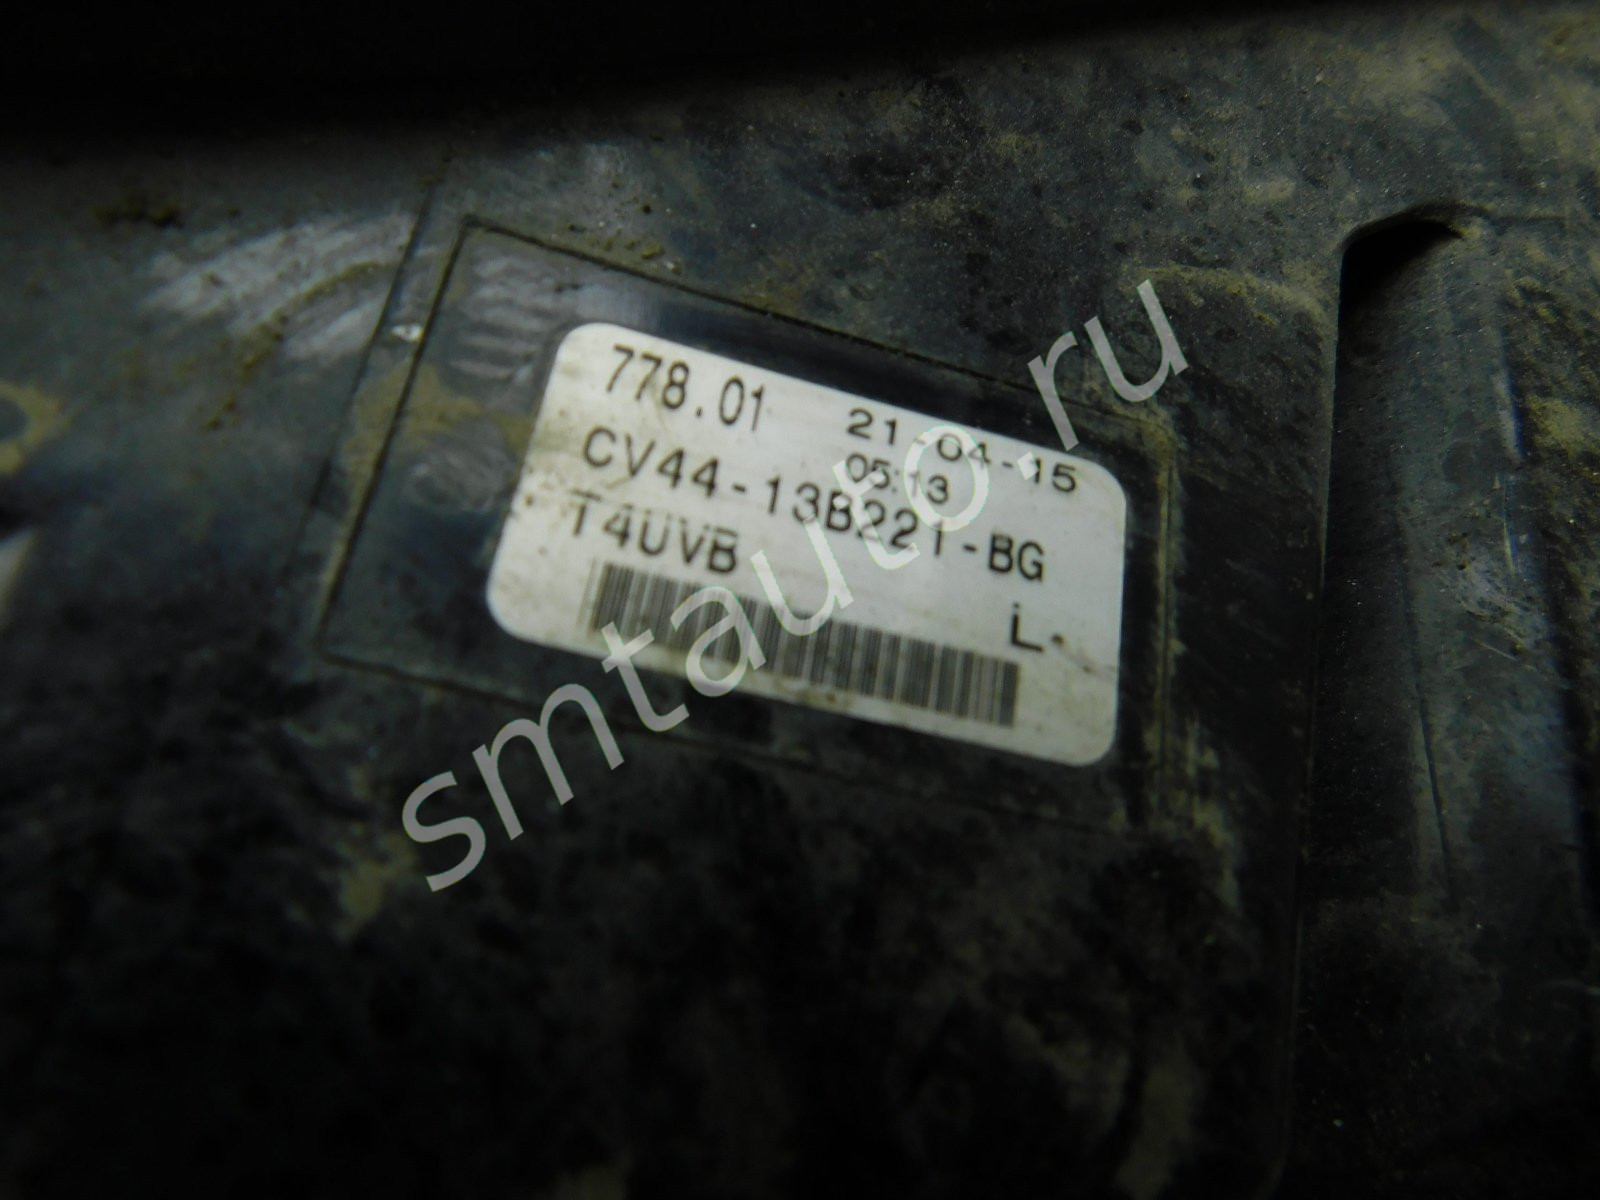 778.01 21-04-15
05:13
CV44-13B221-BG
T4UVB
L
smtauto.ru